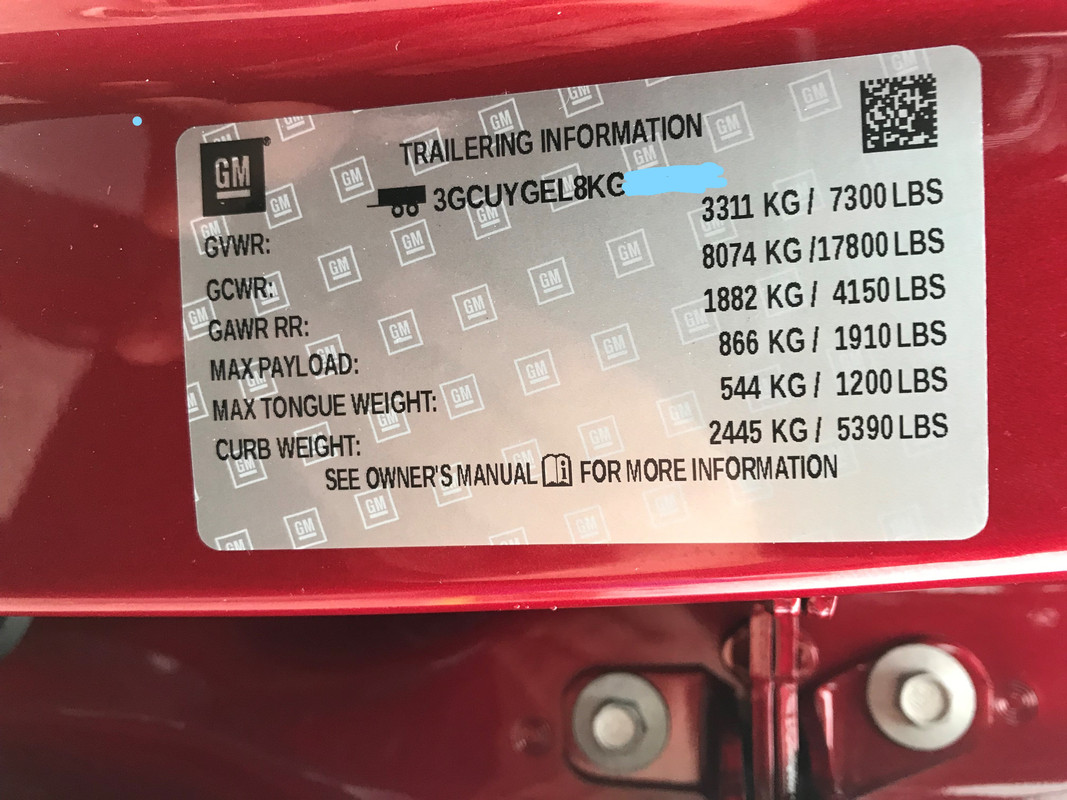 GM
TRAILERING INFORMATION
3GCUYGEL8KG
GVWR: 3311 KG / 7300 LBS
GCWR: 8074 KG /17800 LBS
GAWR RR: 1882 KG / 4150 LBS
MAX PAYLOAD: 866 KG / 1910 LBS
MAX TONGUE WEIGHT: 544 KG / 1200 LBS
CURB WEIGHT: 2445 KG / 5390 LBS
SEE OWNER'S MANUAL FOR MORE INFORMATION